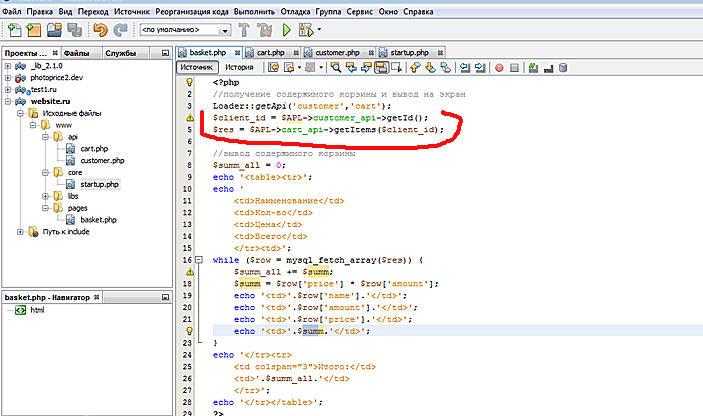 Файл Правка Вид Переход Источник Реорганизация кода Выполнить Отладка Группа Сервис Окно Справка
<по умолчанию>
Проекты ... Файлы Службы
basket.php cart.php customer.php startup.php
Источник История
_lib_2.1.0
photoprice2.dev
test1.ru
website.ru
Исходные файлы
www
api
cart.php
customer.php
core
startup.php
libs
pages
basket.php
Путь к include
basket.php - Навигатор
html
1 <?php
2 //получение содержимого корзины и вывод на экран
3 Loader::getApi('customer','cart');
$client_id = $APL->customer_api->getId();
5 $res = $APL->cart_api->getItems($client_id);
6
7 //вывод содержимого корзины
8 $summ_all = 0;
9 echo '<table><tr>';
10 echo '
11 <td>Наименование</td>
12 <td>Кол-во</td>
13 <td>Цена</td>
14 <td>Всего</td>
15 </tr><td>';
16 while ($row = mysql_fetch_array($res)) {
$summ_all += $summ;
18 $summ = $row['price'] * $row['amount'];
19 echo '<td>'.$row['name'].'</td>';
20 echo '<td>'.$row['amount'].'</td>';
21 echo '<td>'.$row['price'].'</td>';
echo '<td>'.$summ.'</td>';
23 }
24 echo '</tr><tr>
25 <td colspan="3">Итого:</td>
26 <td>'.$summ_all.'</td>
27 </tr>';
28 echo '</tr></table>';
29 ?>